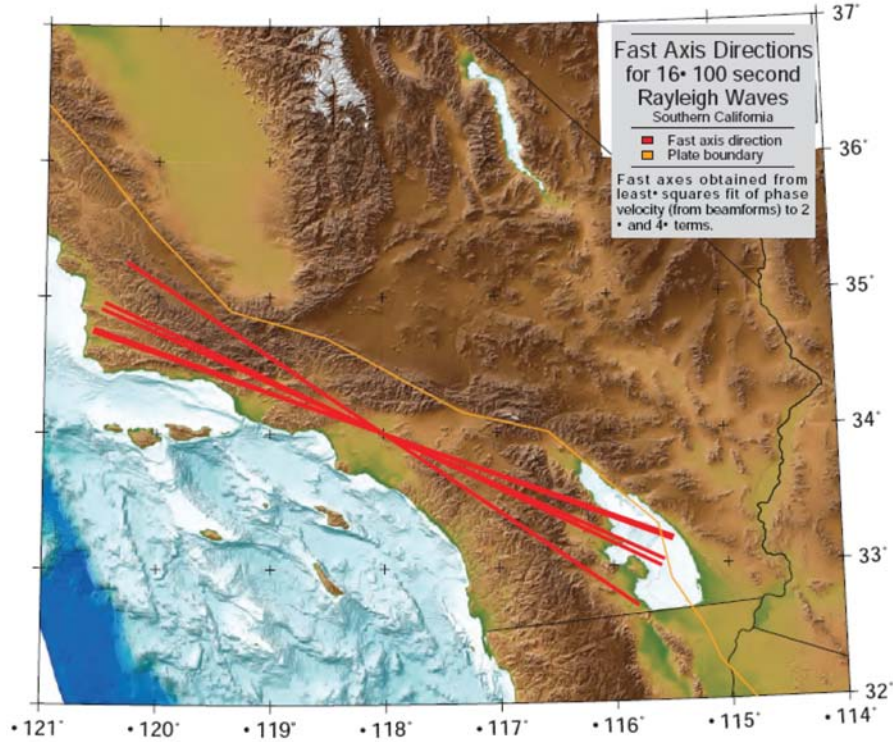 Fast Axis Directions
for 16• 100 second
Rayleigh Waves
Southern California
Fast axis direction
Plate boundary
Fast axes obtained from
least• squares fit of phase
velocity (from beamforms) to 2
• and 4• terms.
37°
36°
35°
34°
33°
32°
•121° •120° •119° •118° •117° •116° •115° •114°